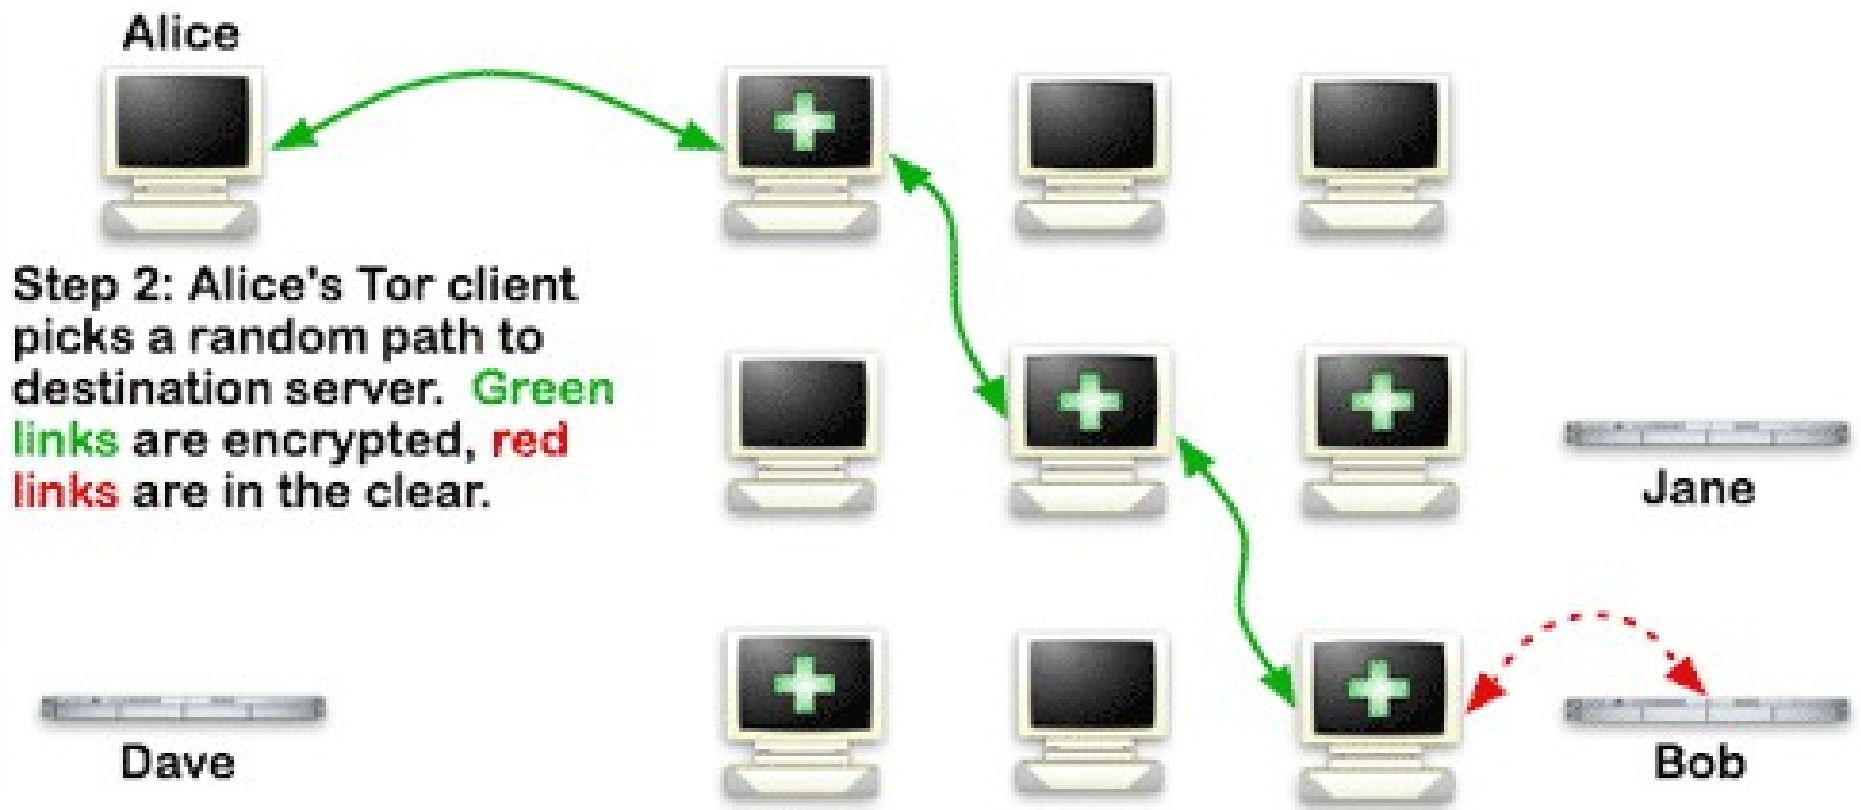 Alice
Step 2: Alice's Tor client
picks a random path to
destination server. Green
links are encrypted, red
links are in the clear.
Jane
Dave
Bob